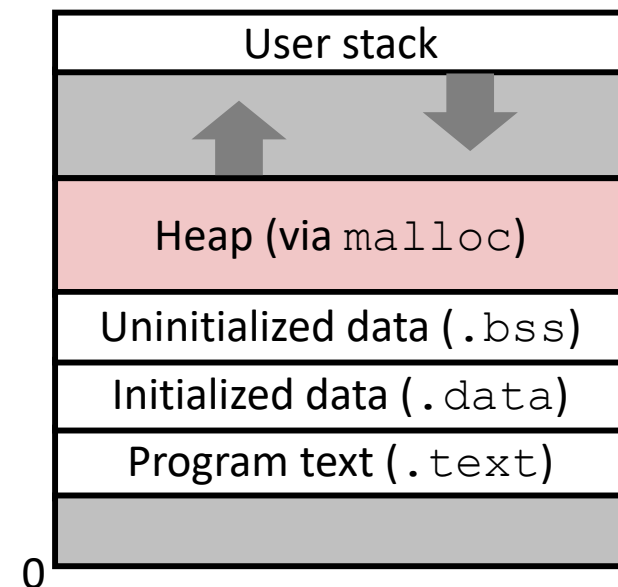 User stack
Heap (via malloc)
Uninitialized data (.bss)
Initialized data (.data)
Program text (.text)
0